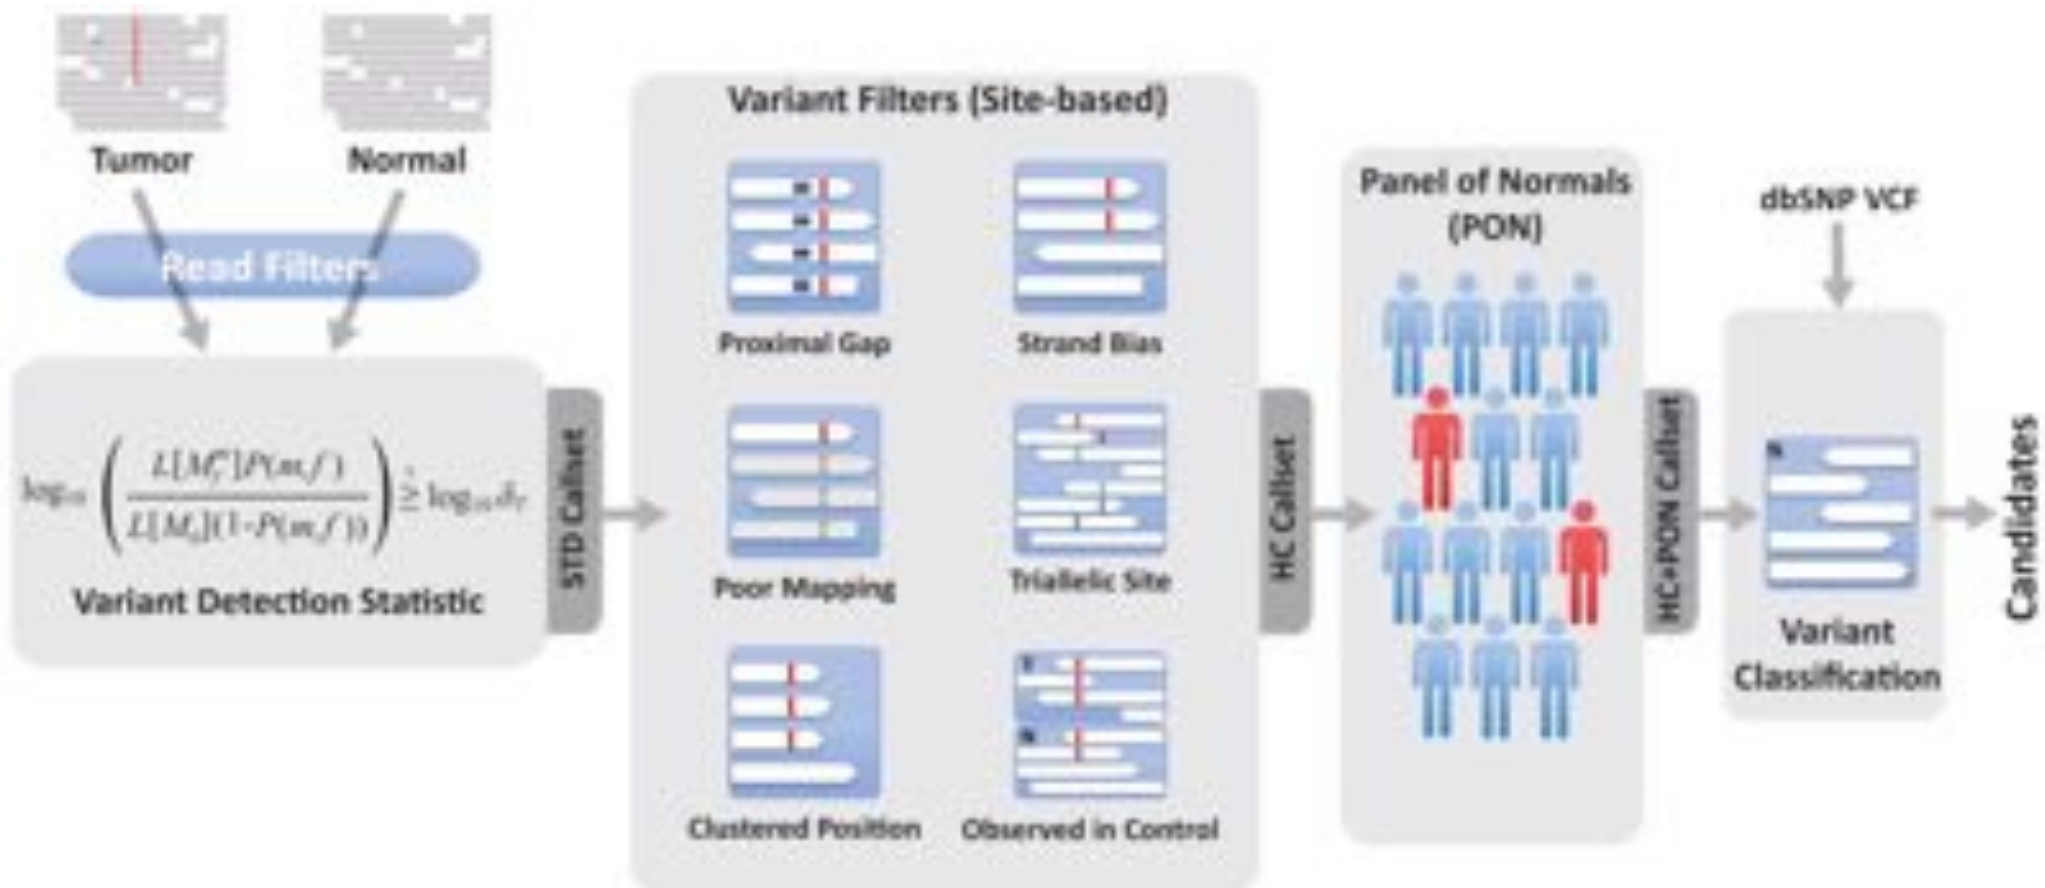 Tumor
Normal
Read Filters
Variant Detection Statistic
STD Callset
Variant Filters (Site-based)
Proximal Gap
Strand Bias
Poor Mapping
Triallelic Site
Clustered Position
Observed in Control
T
N
HC Callset
Panel of Normals
(PON)
HC+PON Callset
dbSNP VCF
N
Variant
Classification
Candidates